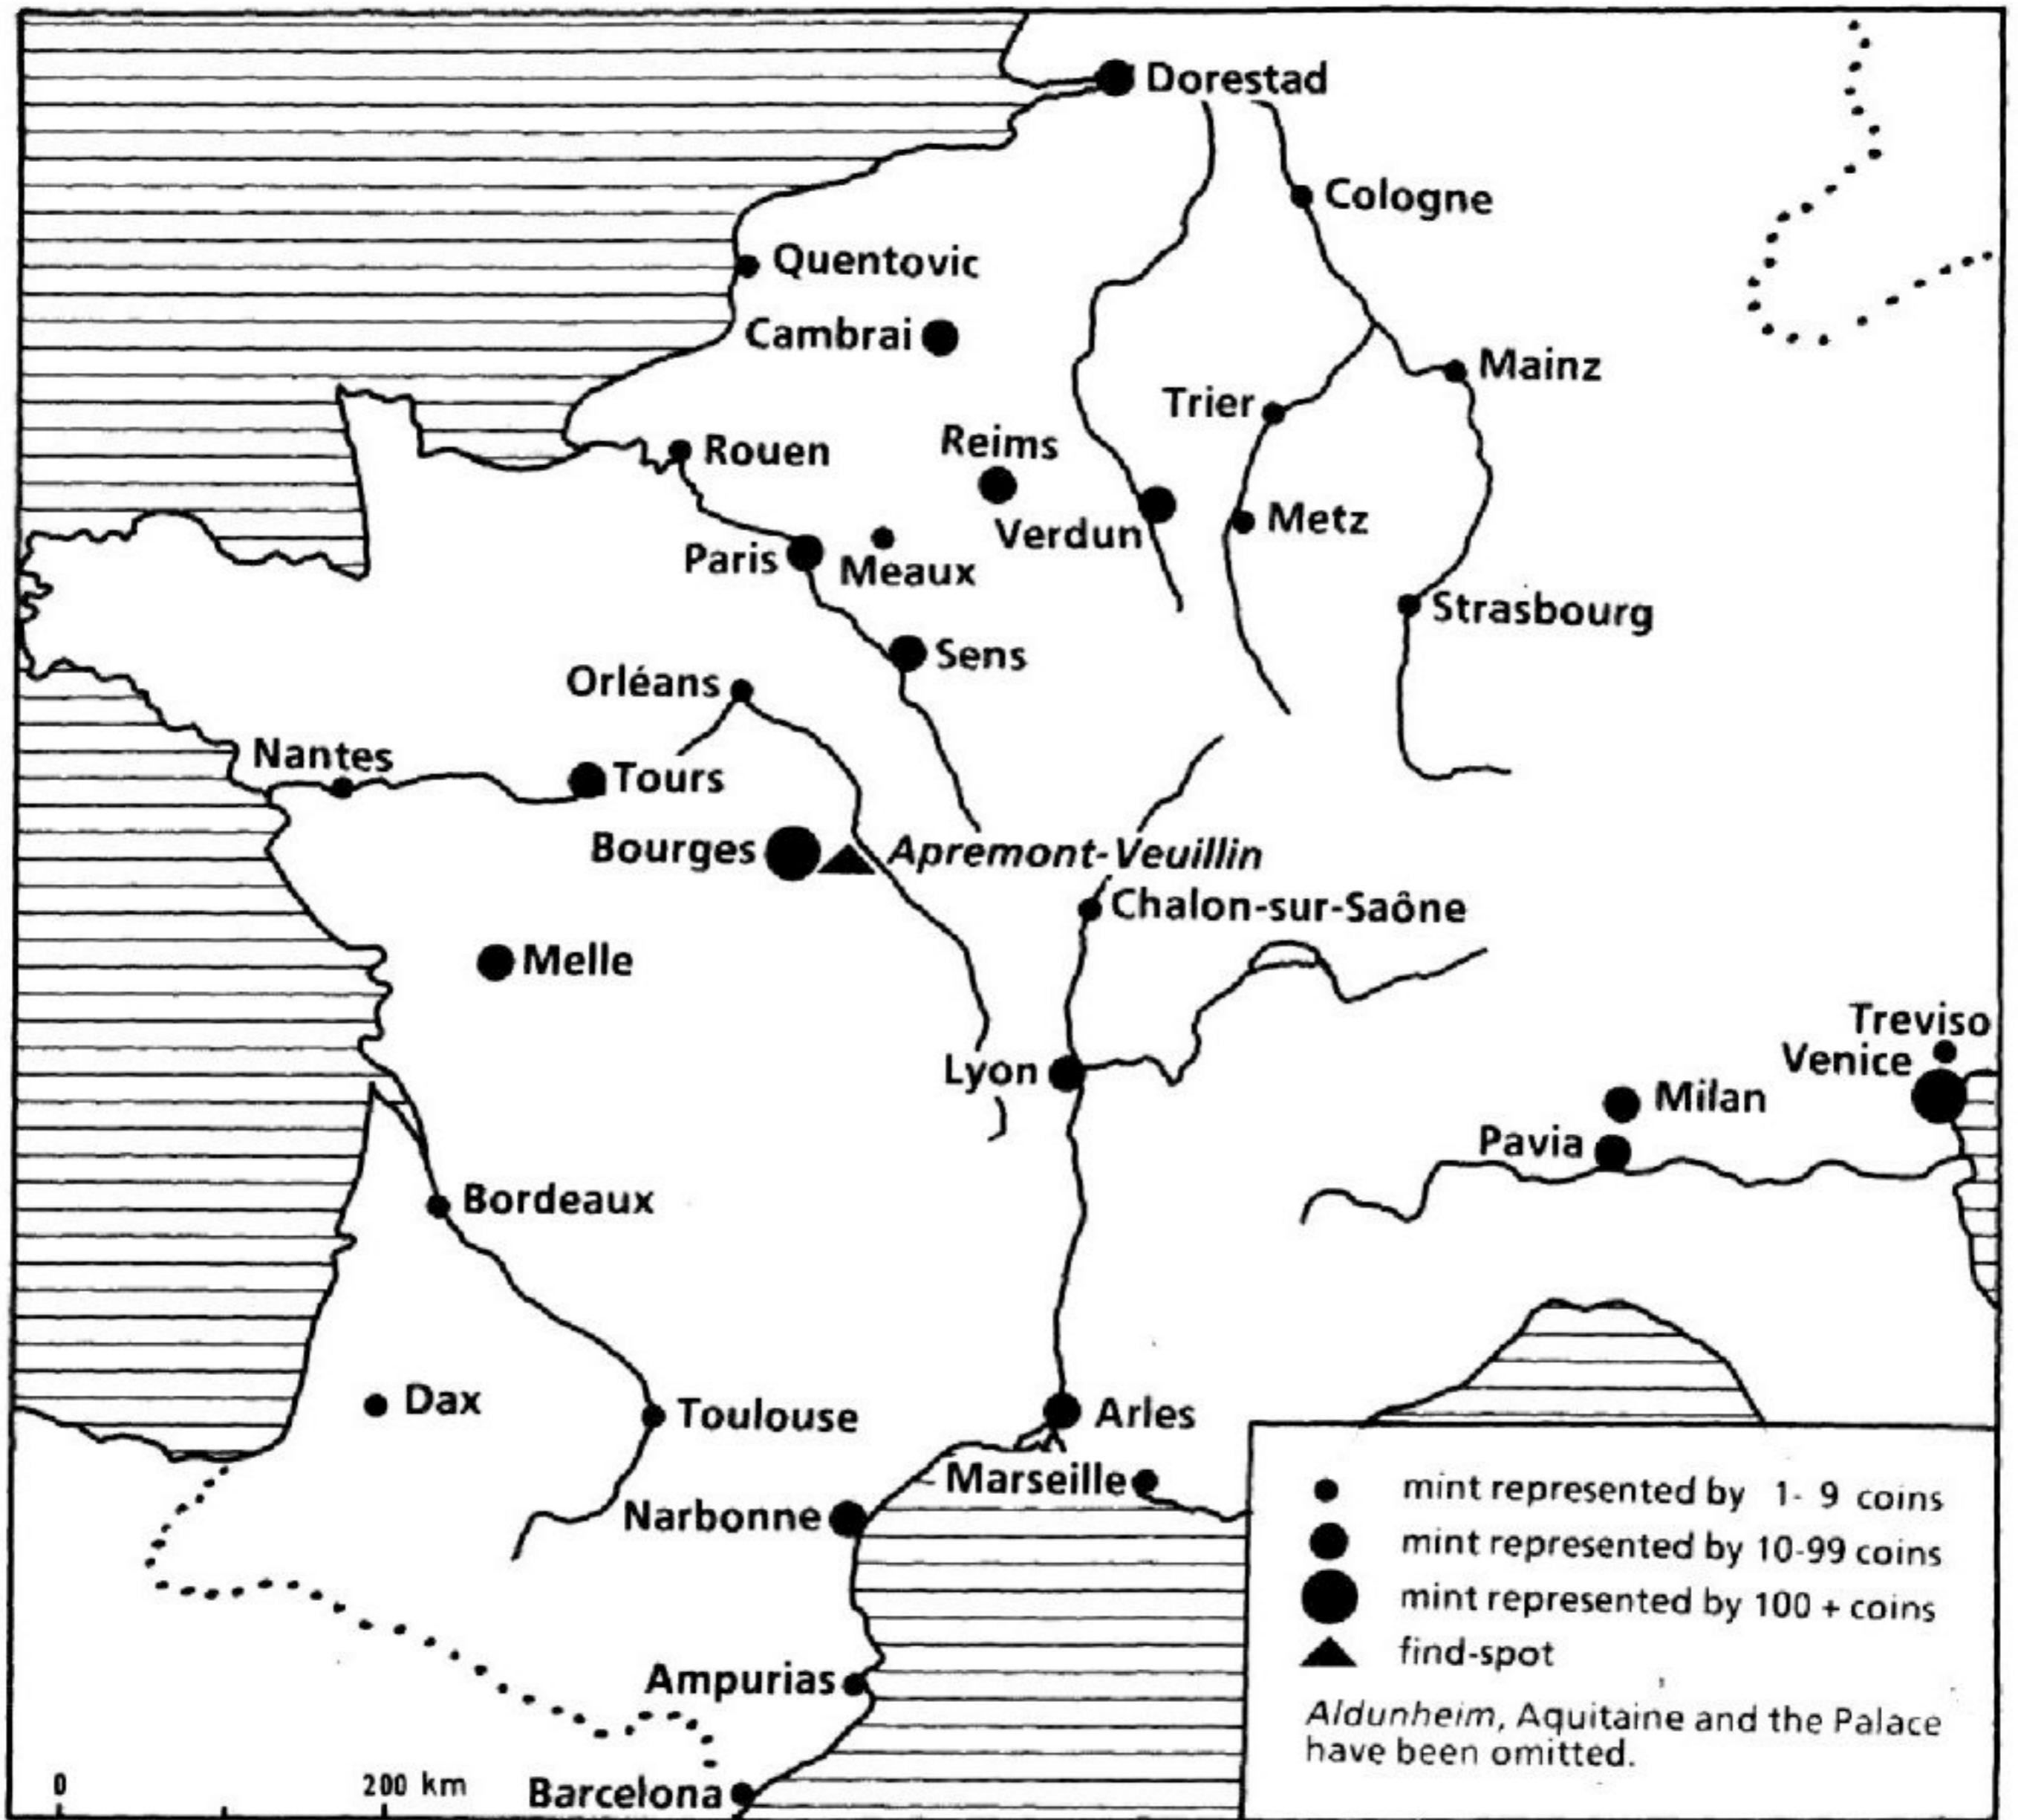 Dorestad
Cologne
Quentovic
Cambrai
Mainz
Trier
Reims
Rouen
Verdun
Metz
Paris
Meaux
Strasbourg
Sens
Orléans
Nantes
Tours
Bourges
Apremont-Veuillin
Chalon-sur-Saône
Melle
Treviso
Venice
Lyon
Milan
Pavia
Bordeaux
Dax
Toulouse
Arles
Marseille
Narbonne
Ampurias
Barcelona
0 200 km
mint represented by 1- 9 coins
mint represented by 10-99 coins
mint represented by 100 + coins
find-spot
Aldunheim, Aquitaine and the Palace
have been omitted.